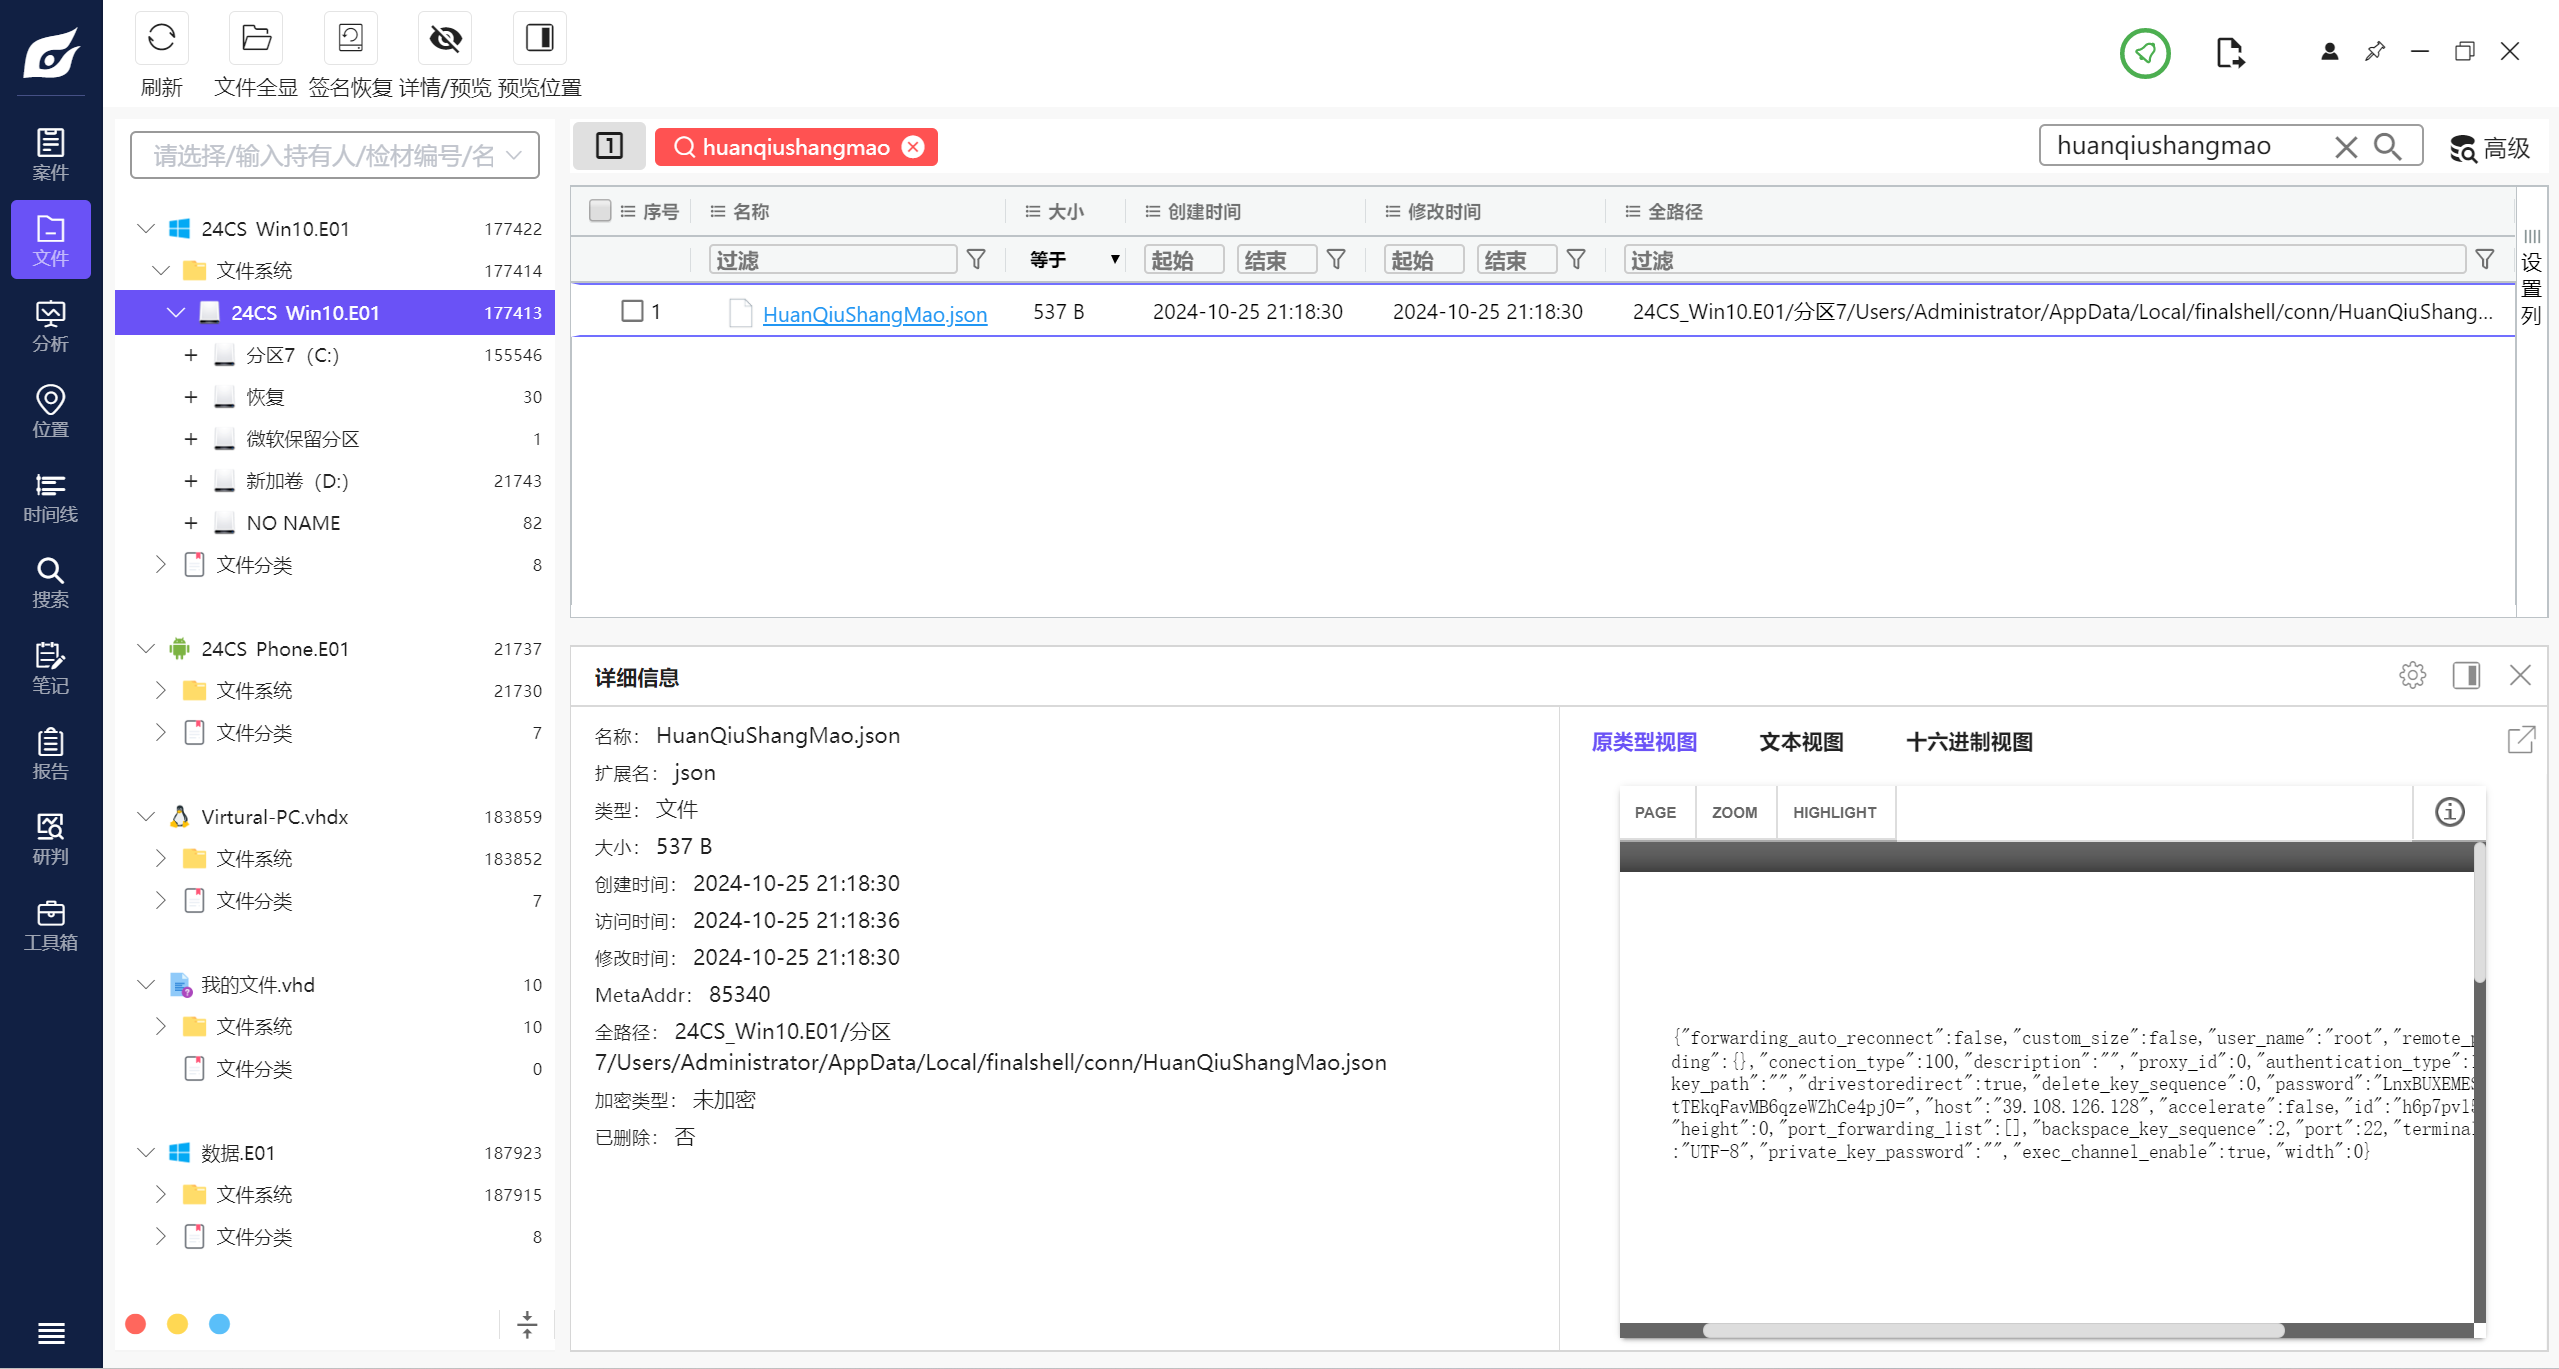 刷新
文件全显
签名恢复
详情/预览
预览位置
案件
文件
分析
位置
时间线
搜索
笔记
报告
研判
工具箱
请选择/输入持有人/检材编号/名
24CS_Win10.E01 177422
文件系统 177414
24CS_Win10.E01 177413
分区7 (C:) 155546
恢复 30
微软保留分区 1
新加卷 (D:) 21743
NO NAME 82
文件分类 8
24CS_Phone.E01 21737
文件系统 21730
文件分类 7
Virtural-PC.vhdx 183859
文件系统 183852
文件分类 7
我的文件.vhd 10
文件系统 10
文件分类 0
数据.E01 187923
文件系统 187915
文件分类 8
1
huanqiushangmao
huanqiushangmao
高级
序号 名称 大小 创建时间 修改时间 全路径
过滤 等于 起始 结束 起始 结束 过滤
1 HuanQiuShangMao.json 537 B 2024-10-25 21:18:30 2024-10-25 21:18:30 24CS_Win10.E01/分区7/Users/Administrator/AppData/Local/finalshell/conn/HuanQiuShang...
设置列
详细信息
名称: HuanQiuShangMao.json
扩展名: json
类型: 文件
大小: 537 B
创建时间: 2024-10-25 21:18:30
访问时间: 2024-10-25 21:18:36
修改时间: 2024-10-25 21:18:30
MetaAddr: 85340
全路径: 24CS_Win10.E01/分区
7/Users/Administrator/AppData/Local/finalshell/conn/HuanQiuShangMao.json
加密类型: 未加密
已删除: 否
原类型视图 文本视图 十六进制视图
PAGE ZOOM HIGHLIGHT
{"forwarding_auto_reconnect":false,"custom_size":false,"user_name":"root","remote_p
ding":{},"conection_type":100,"description":"","proxy_id":0,"authentication_type":
key_path":"","drivestoredirect":true,"delete_key_sequence":0,"password":"LnxBUXEMES
tTEkqFavMB6qzeWZhCe4pj0=","host":"39.108.126.128","accelerate":false,"id":"h6p7pvl5
"height":0,"port_forwarding_list":[],"backspace_key_sequence":2,"port":22,"terminal
:"UTF-8","private_key_password":"","exec_channel_enable":true,"width":0}